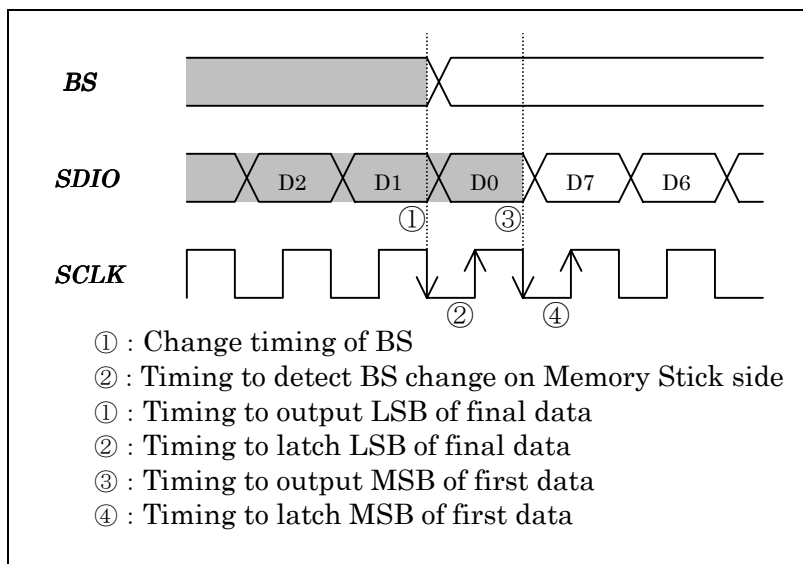 BS
SDIO D2 D1 D0 D7 D6
① ③
SCLK
② ④
① : Change timing of BS
② : Timing to detect BS change on Memory Stick side
① : Timing to output LSB of final data
② : Timing to latch LSB of final data
③ : Timing to output MSB of first data
④ : Timing to latch MSB of first data